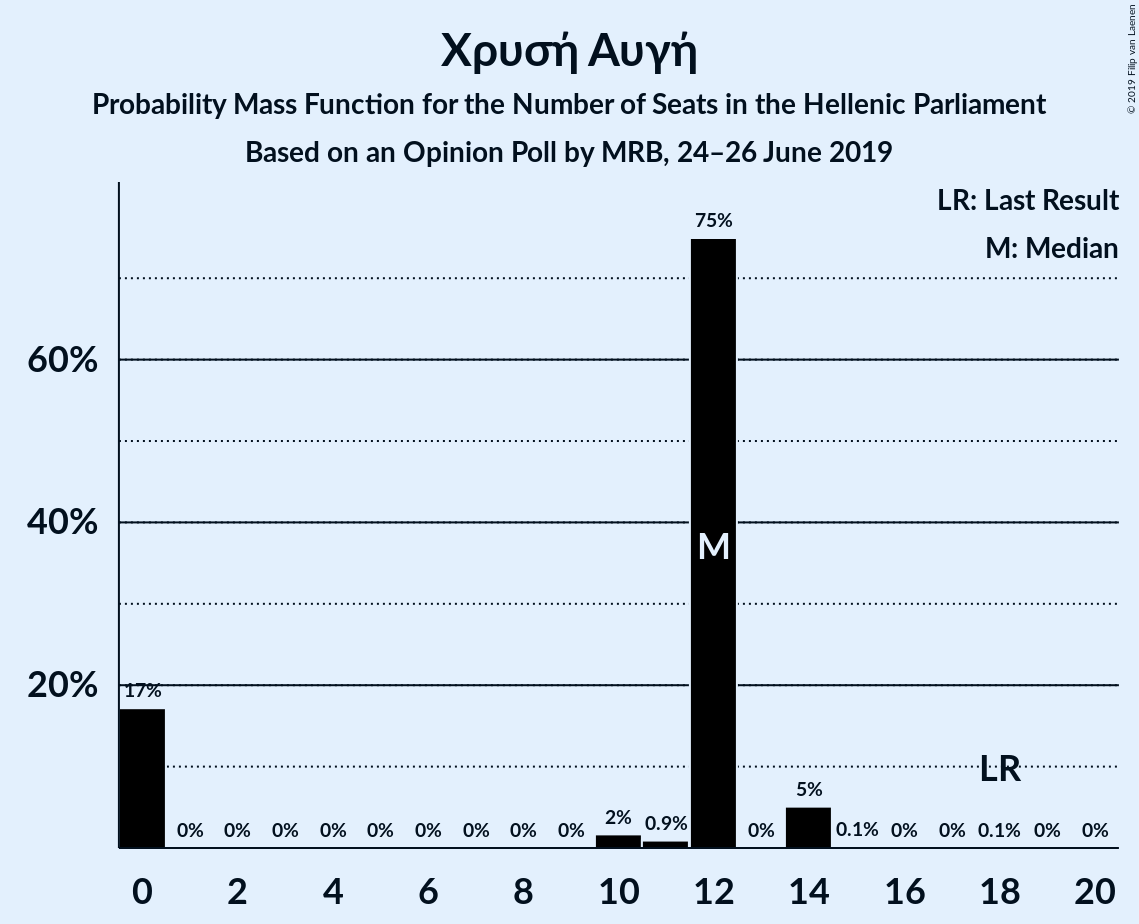 Χρυσή Αυγή
Probability Mass Function for the Number of Seats in the Hellenic Parliament
Based on an Opinion Poll by MRB, 24–26 June 2019
© 2019 Filip van Laenen
LR: Last Result
M: Median
75%
60%
40%
M
20%
17%
LR
0% 0% 0% 0% 0% 0% 0% 0% 0% 2% 0.9% 0% 5% 0.1% 0% 0% 0.1% 0% 0%
0 2 4 6 8 10 12 14 16 18 20